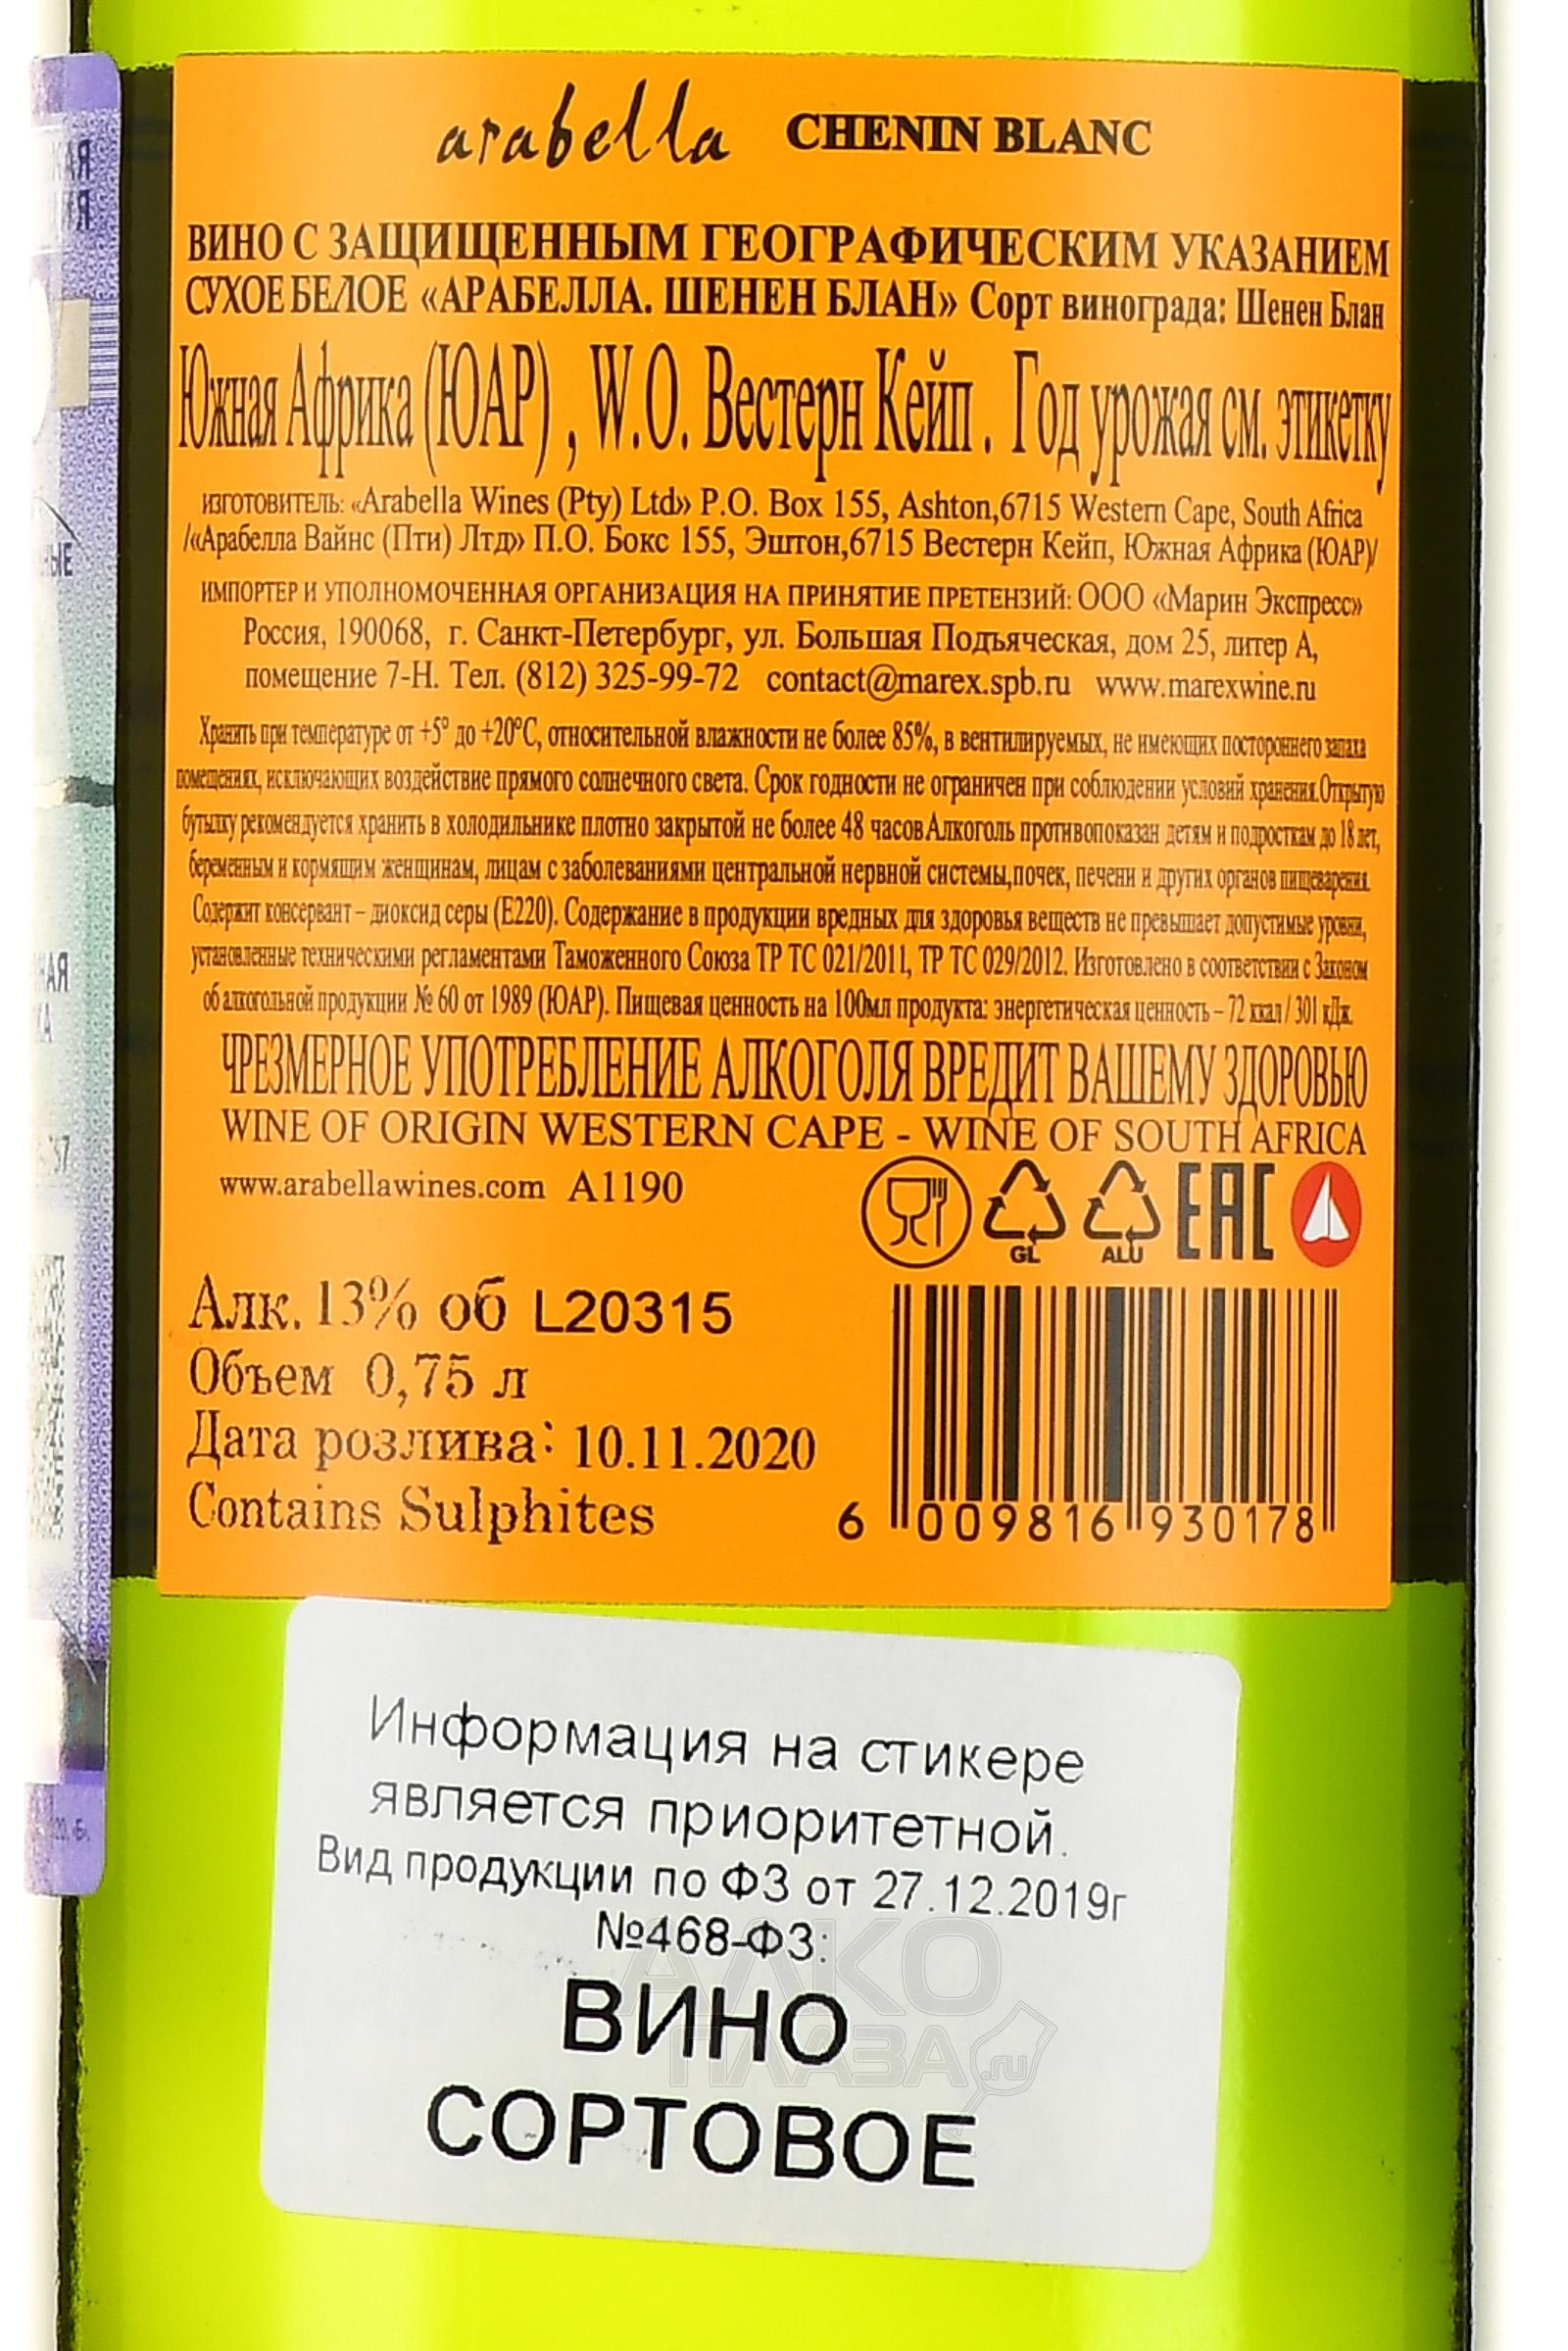 arabella CHENIN BLANC
ВИНО С ЗАЩИЩЕННЫМ ГЕОГРАФИЧЕСКИМ УКАЗАНИЕМ
СУХОЕ БЕЛОЕ «АРАБЕЛЛА. ШЕНЕН БЛАН» Сорт винограда: Шенен Блан
Южная Африка (ЮАР) , W.O. Вестерн Кейп . Год урожая см. этикетку
ИЗГОТОВИТЕЛЬ: «Arabella Wines (Pty) Ltd» P.O. Box 155, Ashton,6715 Western Cape, South Africa
/«Арабелла Вайнс (Пти) Лтд» П.О. Бокс 155, Эштон,6715 Вестерн Кейп, Южная Африка (ЮАР)/
ИМПОРТЕР И УПОЛНОМОЧЕННАЯ ОРГАНИЗАЦИЯ НА ПРИНЯТИЕ ПРЕТЕНЗИЙ: ООО «Марин Экспресс»
Россия, 190068, г. Санкт-Петербург, ул. Большая Подъяческая, дом 25, литер А,
помещение 7-Н. Тел. (812) 325-99-72 contact@marex.spb.ru www.marexwine.ru
Хранить при температуре от +5° до +20°С, относительной влажности не более 85%, в вентилируемых, не имеющих постороннего запаха
помещениях, исключающих воздействие прямого солнечного света. Срок годности не ограничен при соблюдении условий хранения.Открытую
бутылку рекомендуется хранить в холодильнике плотно закрытой не более 48 часов Алкоголь противопоказан детям и подросткам до 18 лет,
беременным и кормящим женщинам, лицам с заболеваниями центральной нервной системы,почек, печени и других органов пищеварения.
Содержит консервант – диоксид серы (Е220). Содержание в продукции вредных для здоровья веществ не превышает допустимые уровни,
установленные техническими регламентами Таможенного Союза ТР ТС 021/2011, ТР ТС 029/2012. Изготовлено в соответствии с Законом
об алкогольной продукции № 60 от 1989 (ЮАР). Пищевая ценность на 100мл продукта: энергетическая ценность – 72 ккал / 301 кДж.
ЧРЕЗМЕРНОЕ УПОТРЕБЛЕНИЕ АЛКОГОЛЯ ВРЕДИТ ВАШЕМУ ЗДОРОВЬЮ
WINE OF ORIGIN WESTERN CAPE - WINE OF SOUTH AFRICA
www.arabellawines.com A1190
GL ALU EAC
Алк. 13% об L20315
Объем 0,75 л
Дата розлива: 10.11.2020
Contains Sulphites
6 009816 930178
Информация на стикере
является приоритетной.
Вид продукции по ФЗ от 27.12.2019г
№468-ФЗ:
ВИНО
СОРТОВОЕ
АЛКО
ПЛАЗА.ru